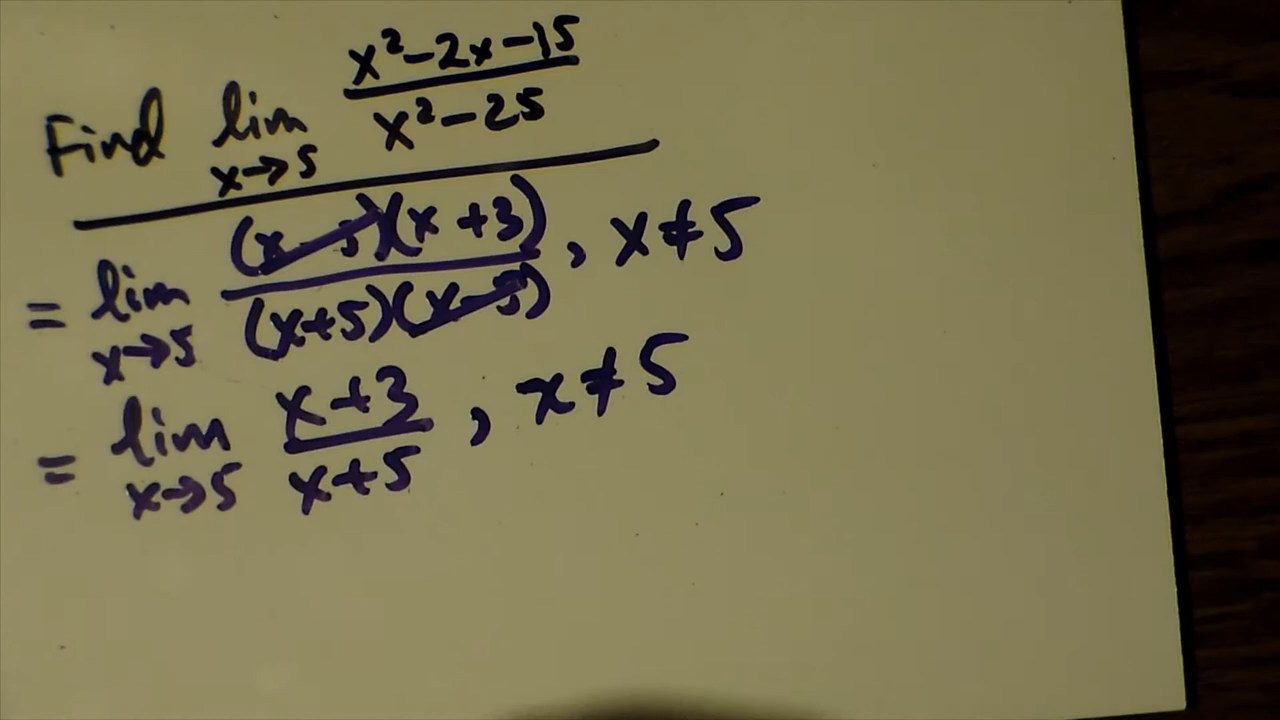 Find lim x→5 (x²-2x-15)/(x²-25)
= lim x→5 ((x-5)(x+3))/((x+5)(x-5)), x≠5
= lim x→5 (x+3)/(x+5), x≠5